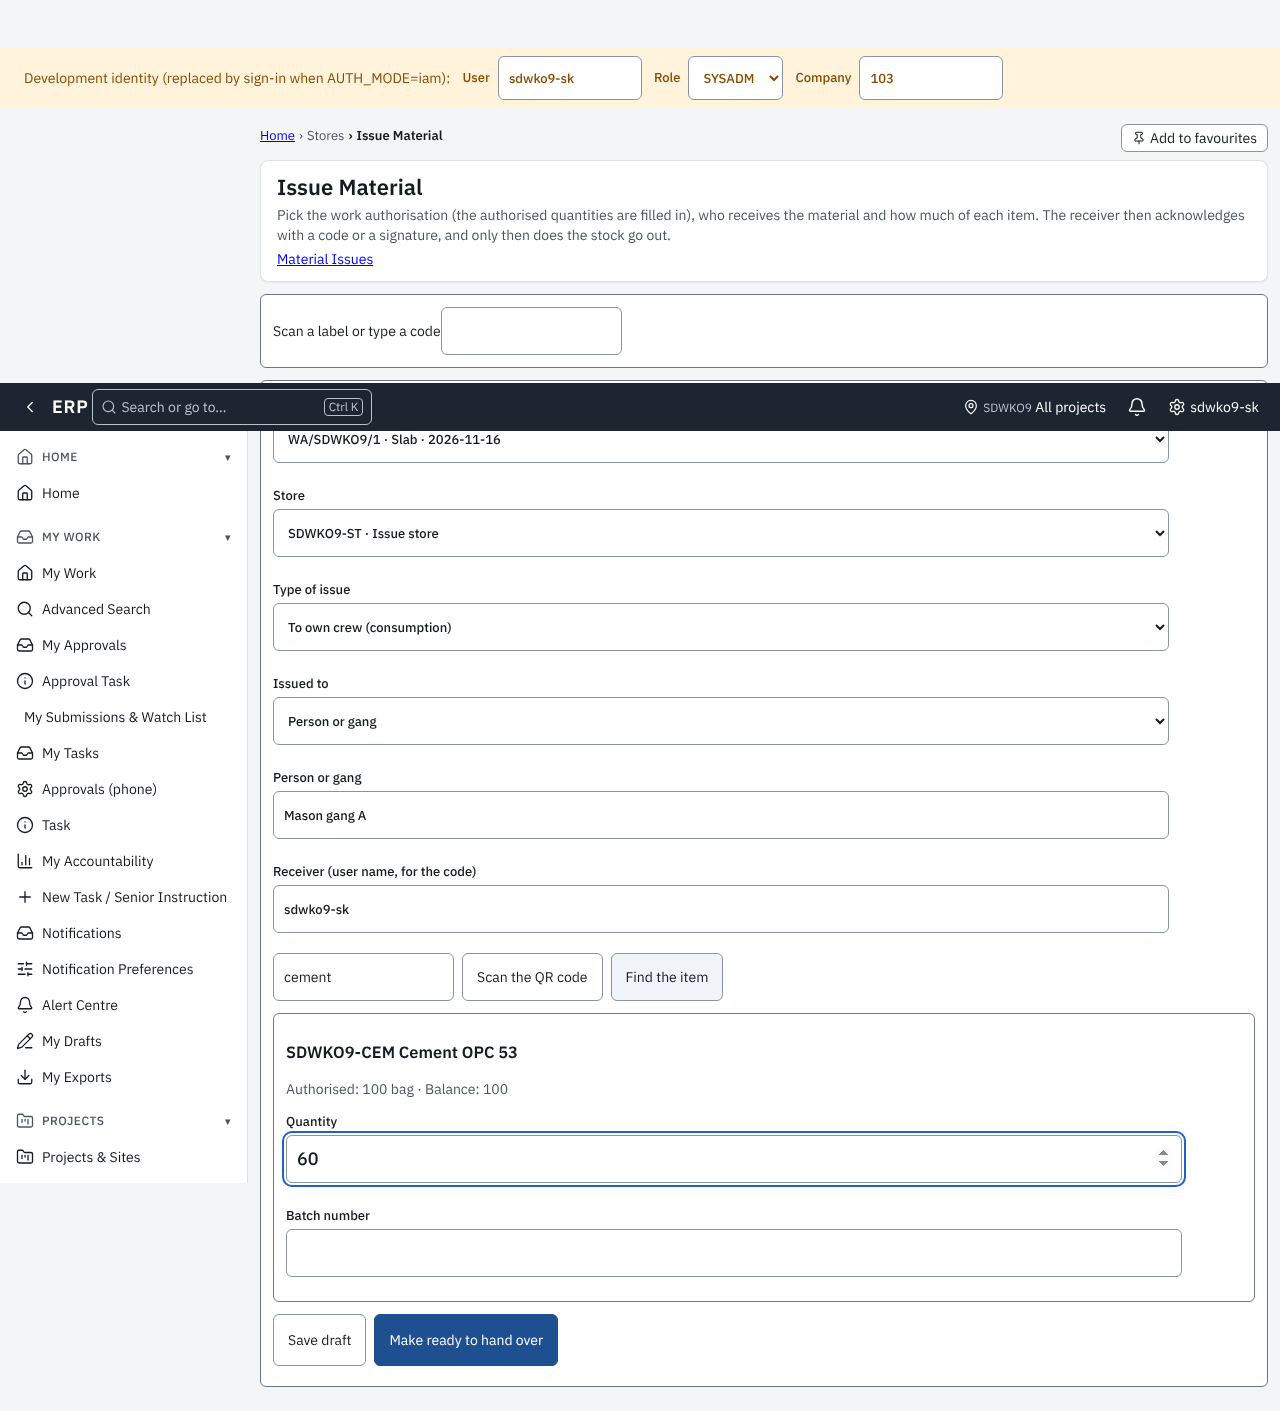 Development identity (replaced by sign-in when AUTH_MODE=iam): User sdwko9-sk Role SYSADM Company 103
Home › Stores › Issue Material
Add to favourites
Issue Material
Pick the work authorisation (the authorised quantities are filled in), who receives the material and how much of each item. The receiver then acknowledges
with a code or a signature, and only then does the stock go out.
Material Issues
Scan a label or type a code
ERP Search or go to... Ctrl K SDWKO9 All projects sdwko9-sk
HOME
Home
MY WORK
My Work
Advanced Search
My Approvals
Approval Task
My Submissions & Watch List
My Tasks
Approvals (phone)
Task
My Accountability
New Task / Senior Instruction
Notifications
Notification Preferences
Alert Centre
My Drafts
My Exports
PROJECTS
Projects & Sites
WA/SDWKO9/1 · Slab · 2026-11-16
Store
SDWKO9-ST · Issue store
Type of issue
To own crew (consumption)
Issued to
Person or gang
Person or gang
Mason gang A
Receiver (user name, for the code)
sdwko9-sk
cement Scan the QR code Find the item
SDWKO9-CEM Cement OPC 53
Authorised: 100 bag · Balance: 100
Quantity
60
Batch number
Save draft Make ready to hand over